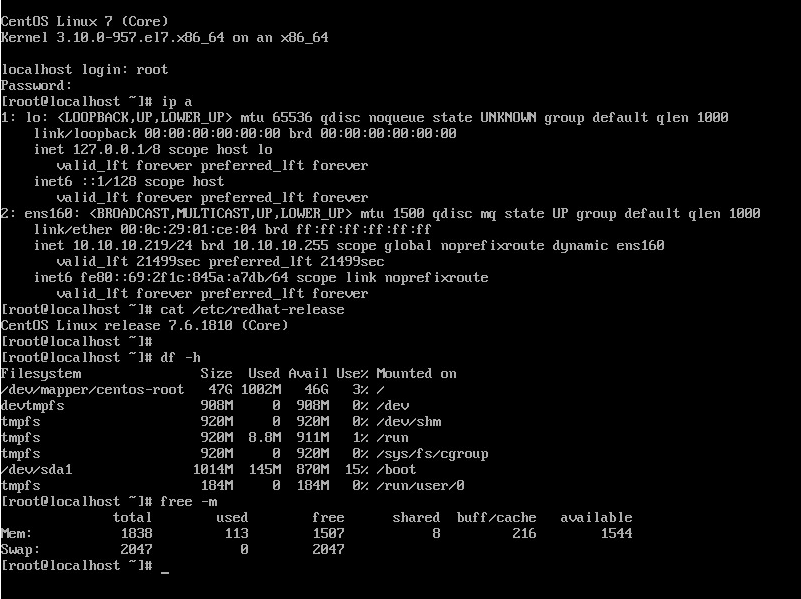 CentOS Linux 7 (Core)
Kernel 3.10.0-957.el7.x86_64 on an x86_64
localhost login: root
Password:
[root@localhost ~]# ip a
1: lo: <LOOPBACK,UP,LOWER_UP> mtu 65536 qdisc noqueue state UNKNOWN group default qlen 1000
    link/loopback 00:00:00:00:00:00 brd 00:00:00:00:00:00
    inet 127.0.0.1/8 scope host lo
       valid_lft forever preferred_lft forever
    inet6 ::1/128 scope host
       valid_lft forever preferred_lft forever
2: ens160: <BROADCAST,MULTICAST,UP,LOWER_UP> mtu 1500 qdisc mq state UP group default qlen 1000
    link/ether 00:0c:29:01:ce:04 brd ff:ff:ff:ff:ff:ff
    inet 10.10.10.219/24 brd 10.10.10.255 scope global noprefixroute dynamic ens160
       valid_lft 21499sec preferred_lft 21499sec
    inet6 fe80::69:2f1c:845a:a7db/64 scope link noprefixroute
       valid_lft forever preferred_lft forever
[root@localhost ~]# cat /etc/redhat-release
CentOS Linux release 7.6.1810 (Core)
[root@localhost ~]#
[root@localhost ~]# df -h
Filesystem               Size  Used Avail Use% Mounted on
/dev/mapper/centos-root   47G 1002M   46G   3% /
devtmpfs                 908M     0  908M   0% /dev
tmpfs                    920M     0  920M   0% /dev/shm
tmpfs                    920M  8.8M  911M   1% /run
tmpfs                    920M     0  920M   0% /sys/fs/cgroup
/dev/sda1               1014M  145M  870M  15% /boot
tmpfs                    184M     0  184M   0% /run/user/0
[root@localhost ~]# free -m
              total        used        free      shared  buff/cache   available
Mem:           1838         113        1507           8         216        1544
Swap:          2047           0        2047
[root@localhost ~]# _